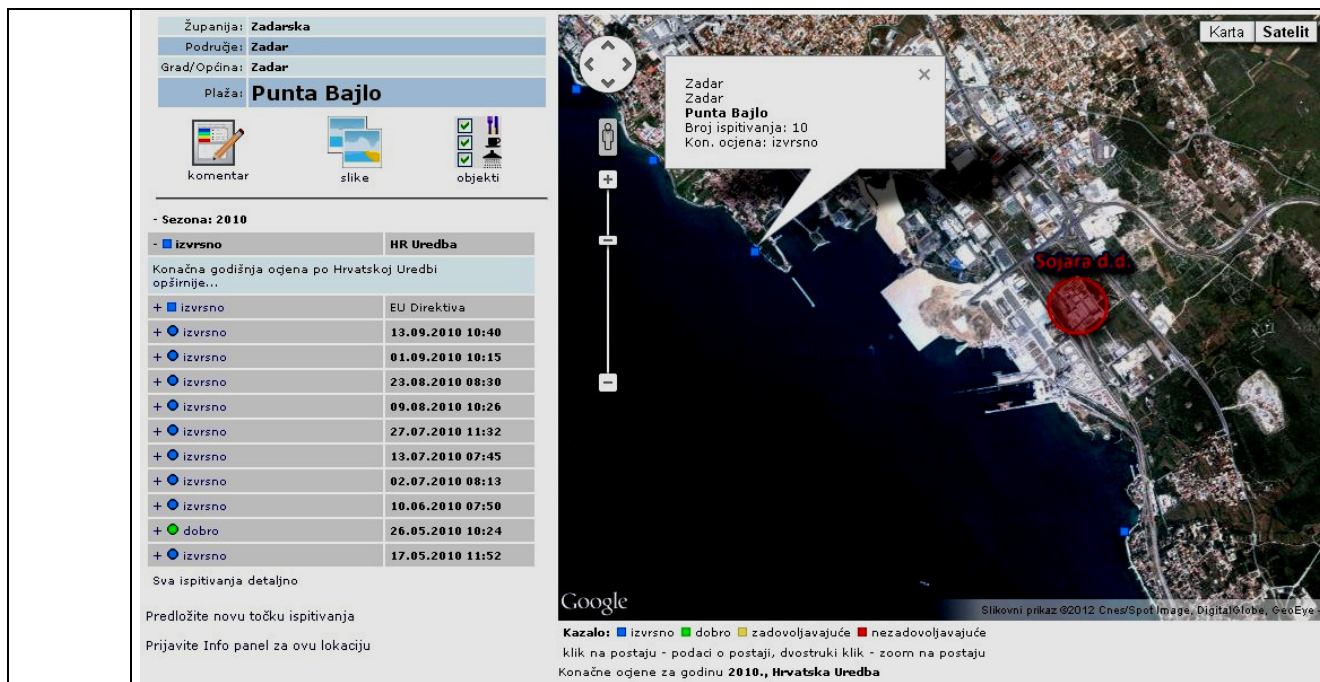 Županija: Zadarska
Područje: Zadar
Grad/Općina: Zadar
Plaža: Punta Bajlo
komentar slike objekti
- Sezona: 2010
- izvrsno HR Uredba
Konačna godišnja ocjena po Hrvatskoj Uredbi
opširnije...
+ izvrsno EU Direktiva
+ izvrsno 13.09.2010 10:40
+ izvrsno 01.09.2010 10:15
+ izvrsno 23.08.2010 08:30
+ izvrsno 09.08.2010 10:26
+ izvrsno 27.07.2010 11:32
+ izvrsno 13.07.2010 07:45
+ izvrsno 02.07.2010 08:13
+ izvrsno 10.06.2010 07:50
+ dobro 26.05.2010 10:24
+ izvrsno 17.05.2010 11:52
Sva ispitivanja detaljno
Predložite novu točku ispitivanja
Prijavite Info panel za ovu lokaciju
Karta Satelit
Zadar
Zadar
Punta Bajlo
Broj ispitivanja: 10
Kon. ocjena: izvrsno
Sojara d.d.
Google
Slikovni prikaz ©2012 Cnes/Spot Image, DigitalGlobe, GeoEye -
Kazalo: izvrsno dobro zadovoljavajuće nezadovoljavajuće
klik na postaju - podaci o postaji, dvostruki klik - zoom na postaju
Konačne ocjene za godinu 2010., Hrvatska Uredba